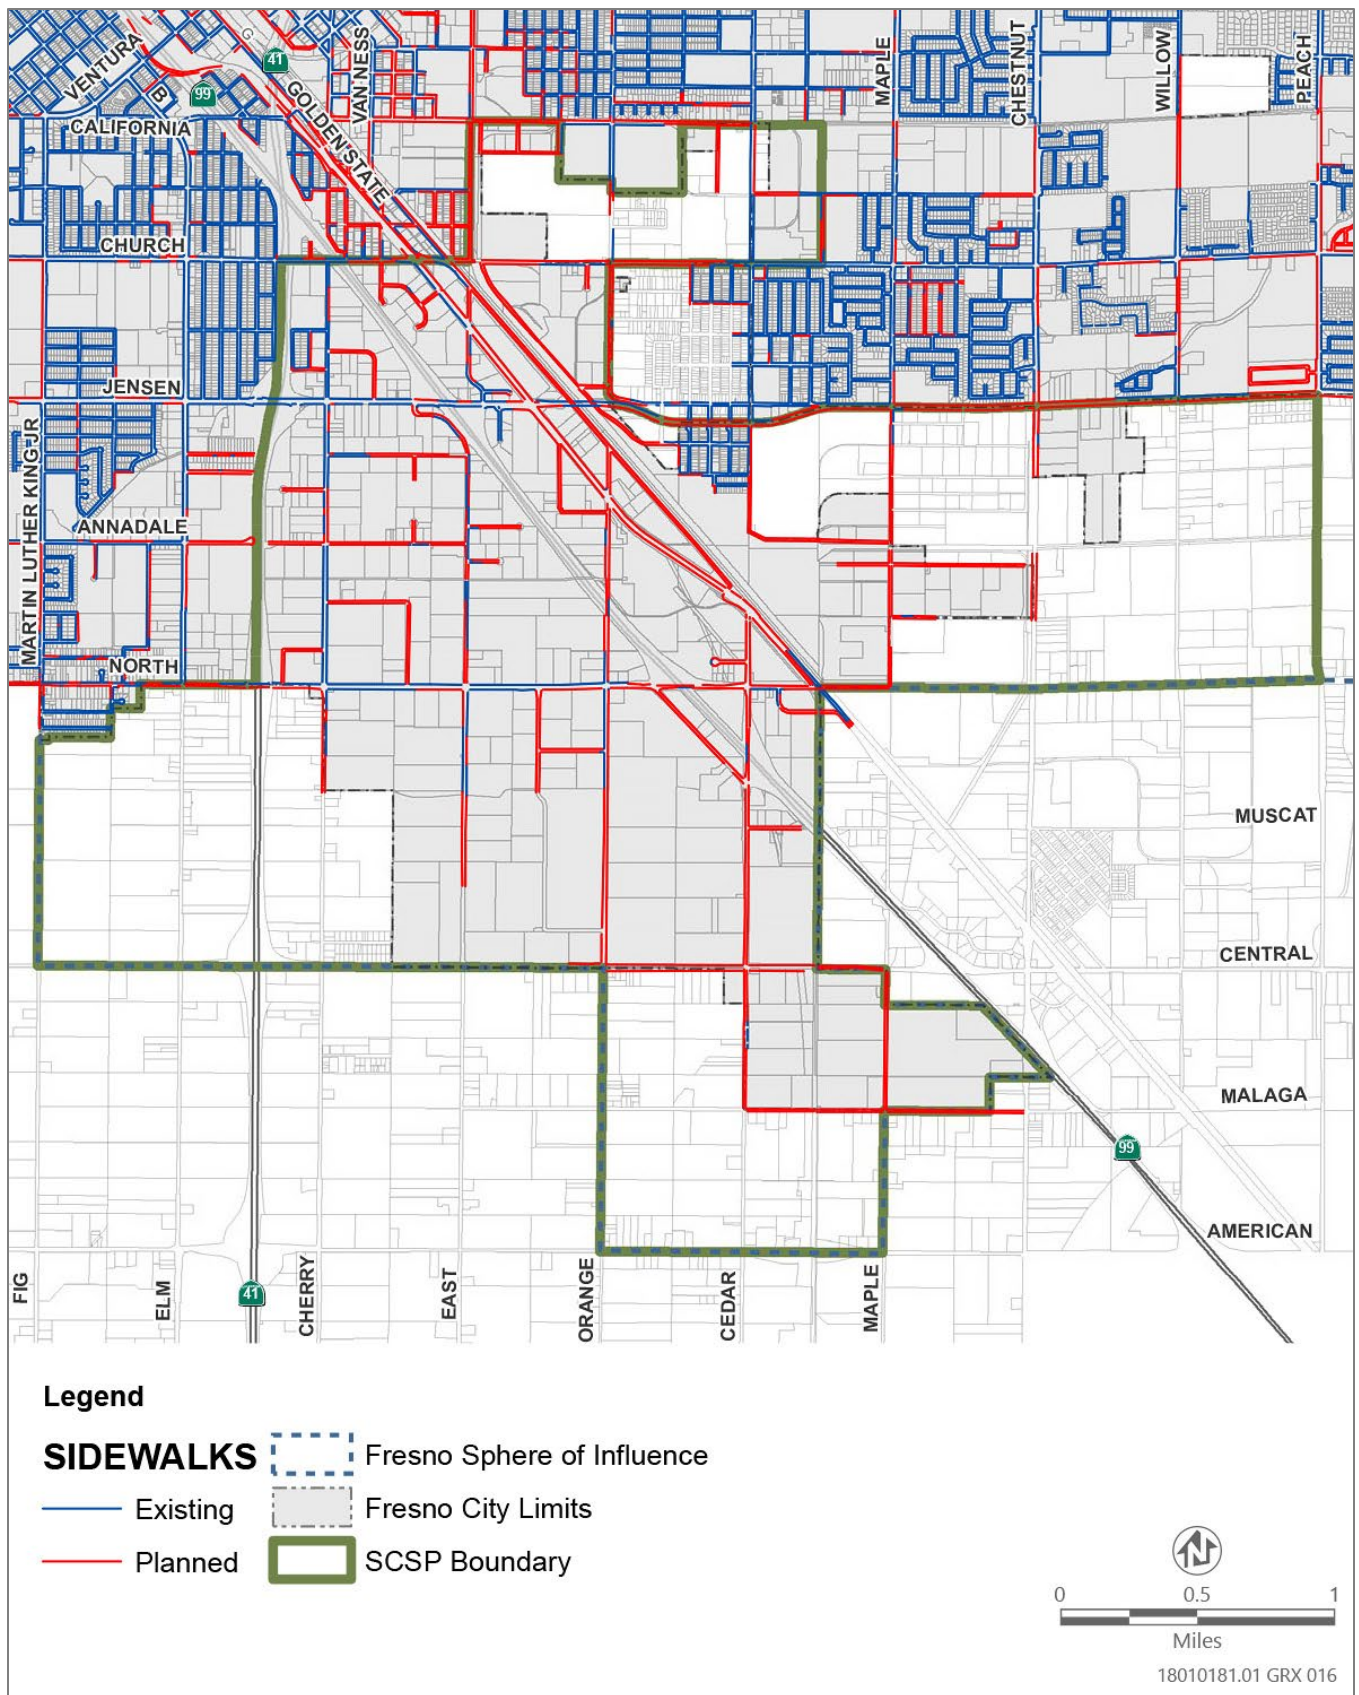 VENTURA
B
G
41
99
GOLDEN STATE
VAN NESS
MAPLE
CHESTNUT
WILLOW
PEACH
CALIFORNIA
CHURCH
JENSEN
MARTIN LUTHER KING JR
ANNADALE
NORTH
MUSCAT
CENTRAL
MALAGA
99
AMERICAN
FIG
ELM
41
CHERRY
EAST
ORANGE
CEDAR
MAPLE
Legend
SIDEWALKS
Existing
Planned
Fresno Sphere of Influence
Fresno City Limits
SCSP Boundary
N
0 0.5 1
Miles
18010181.01 GRX 016